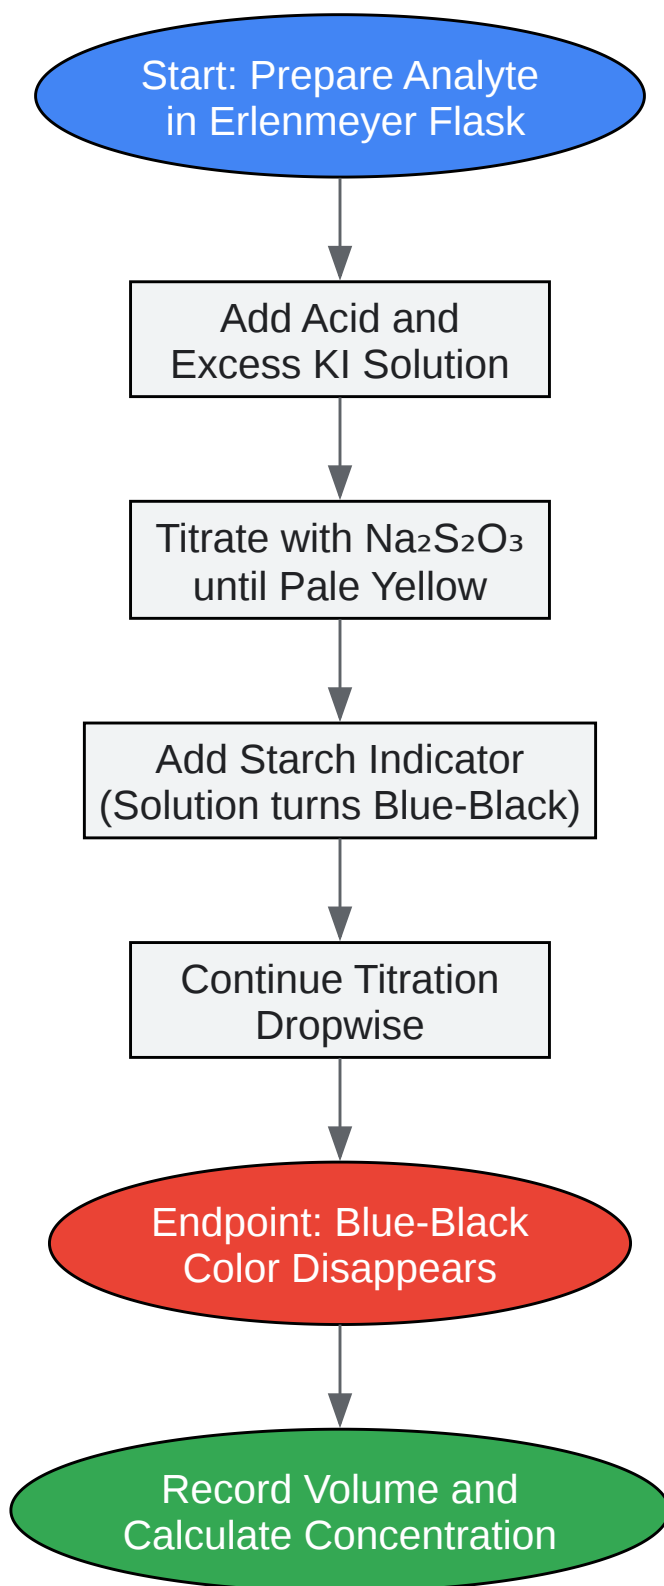 Start: Prepare Analyte
in Erlenmeyer Flask
Add Acid and
Excess KI Solution
Titrate with Na₂S₂O₃
until Pale Yellow
Add Starch Indicator
(Solution turns Blue-Black)
Continue Titration
Dropwise
Endpoint: Blue-Black
Color Disappears
Record Volume and
Calculate Concentration